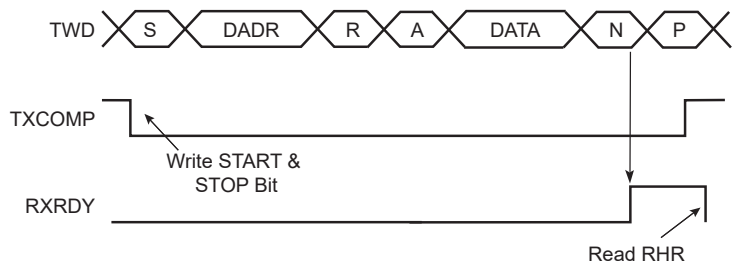 TWD S DADR R A DATA N P
TXCOMP
Write START &
STOP Bit
RXRDY
Read RHR